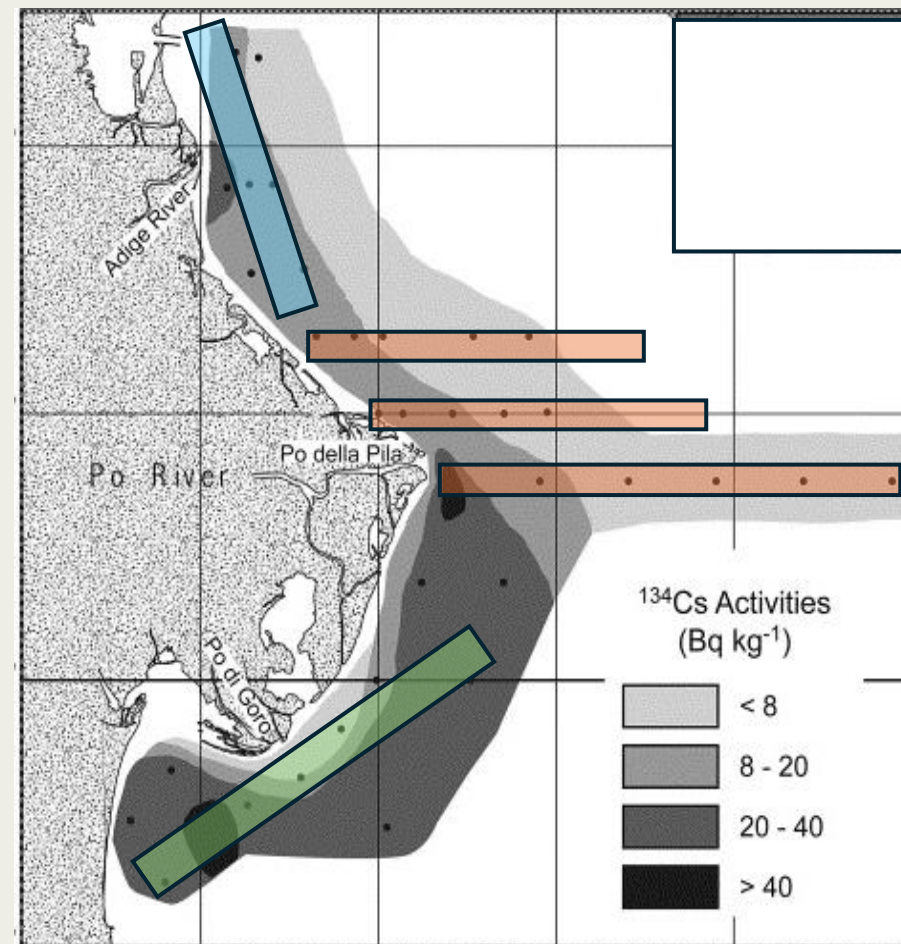 Adige River
Po della Pila
Po River
Po di Goro
¹³⁴Cs Activities
(Bq kg⁻¹)
< 8
8 - 20
20 - 40
> 40